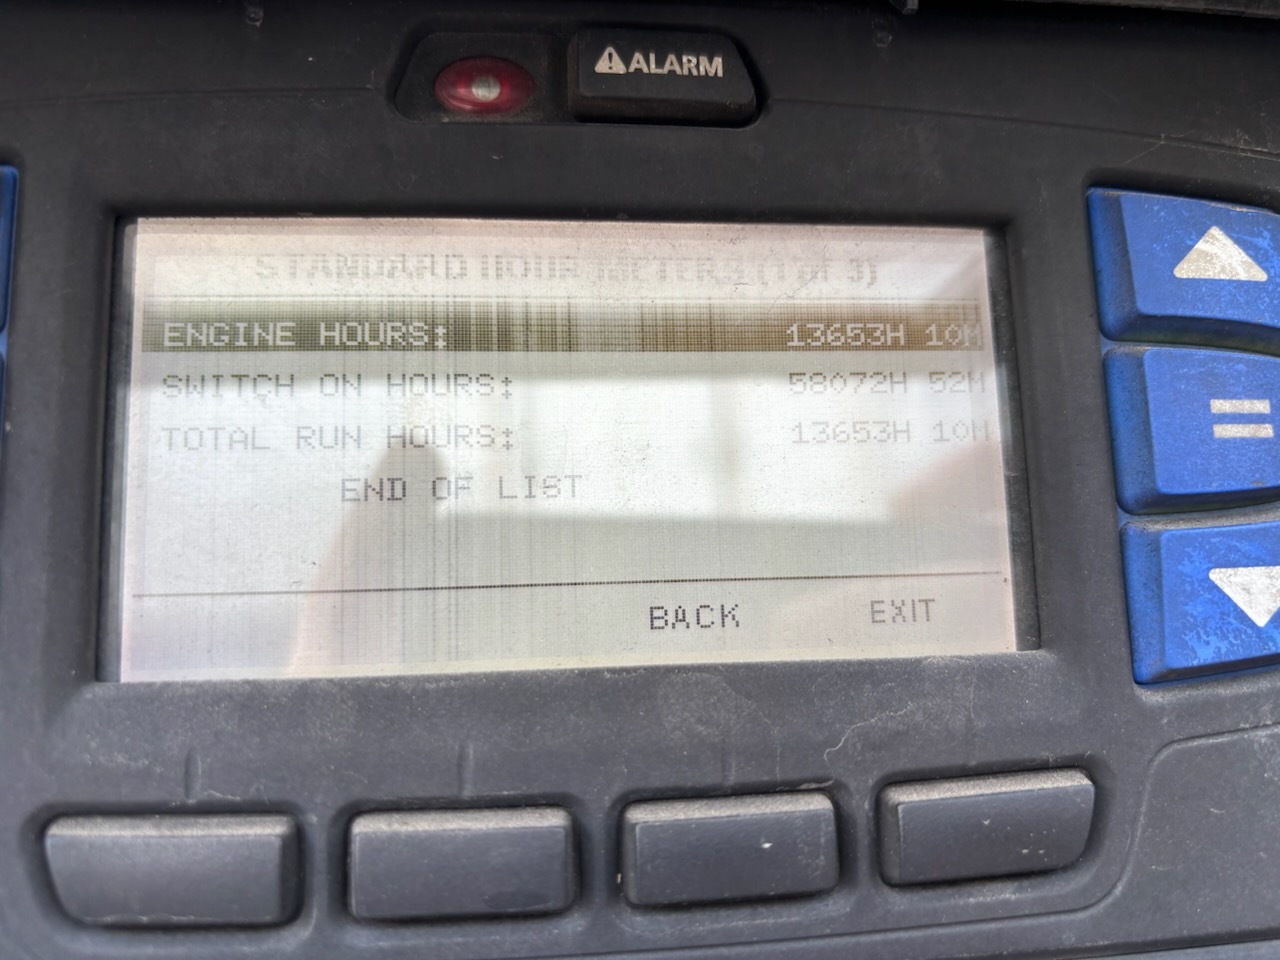 ⚠ALARM
STANDARD HOUR METERS (1 of 3)
ENGINE HOURS: 13653H 10M
SWITCH ON HOURS: 58072H 52M
TOTAL RUN HOURS: 13653H 10M
END OF LIST
BACK EXIT